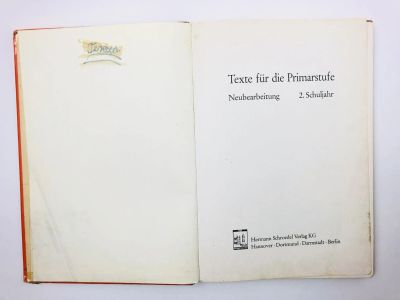 Texte für die Primarstufe
Neubearbeitung 2. Schuljahr
Hermann Schroedel Verlag KG
Hannover · Dortmund · Darmstadt · Berlin